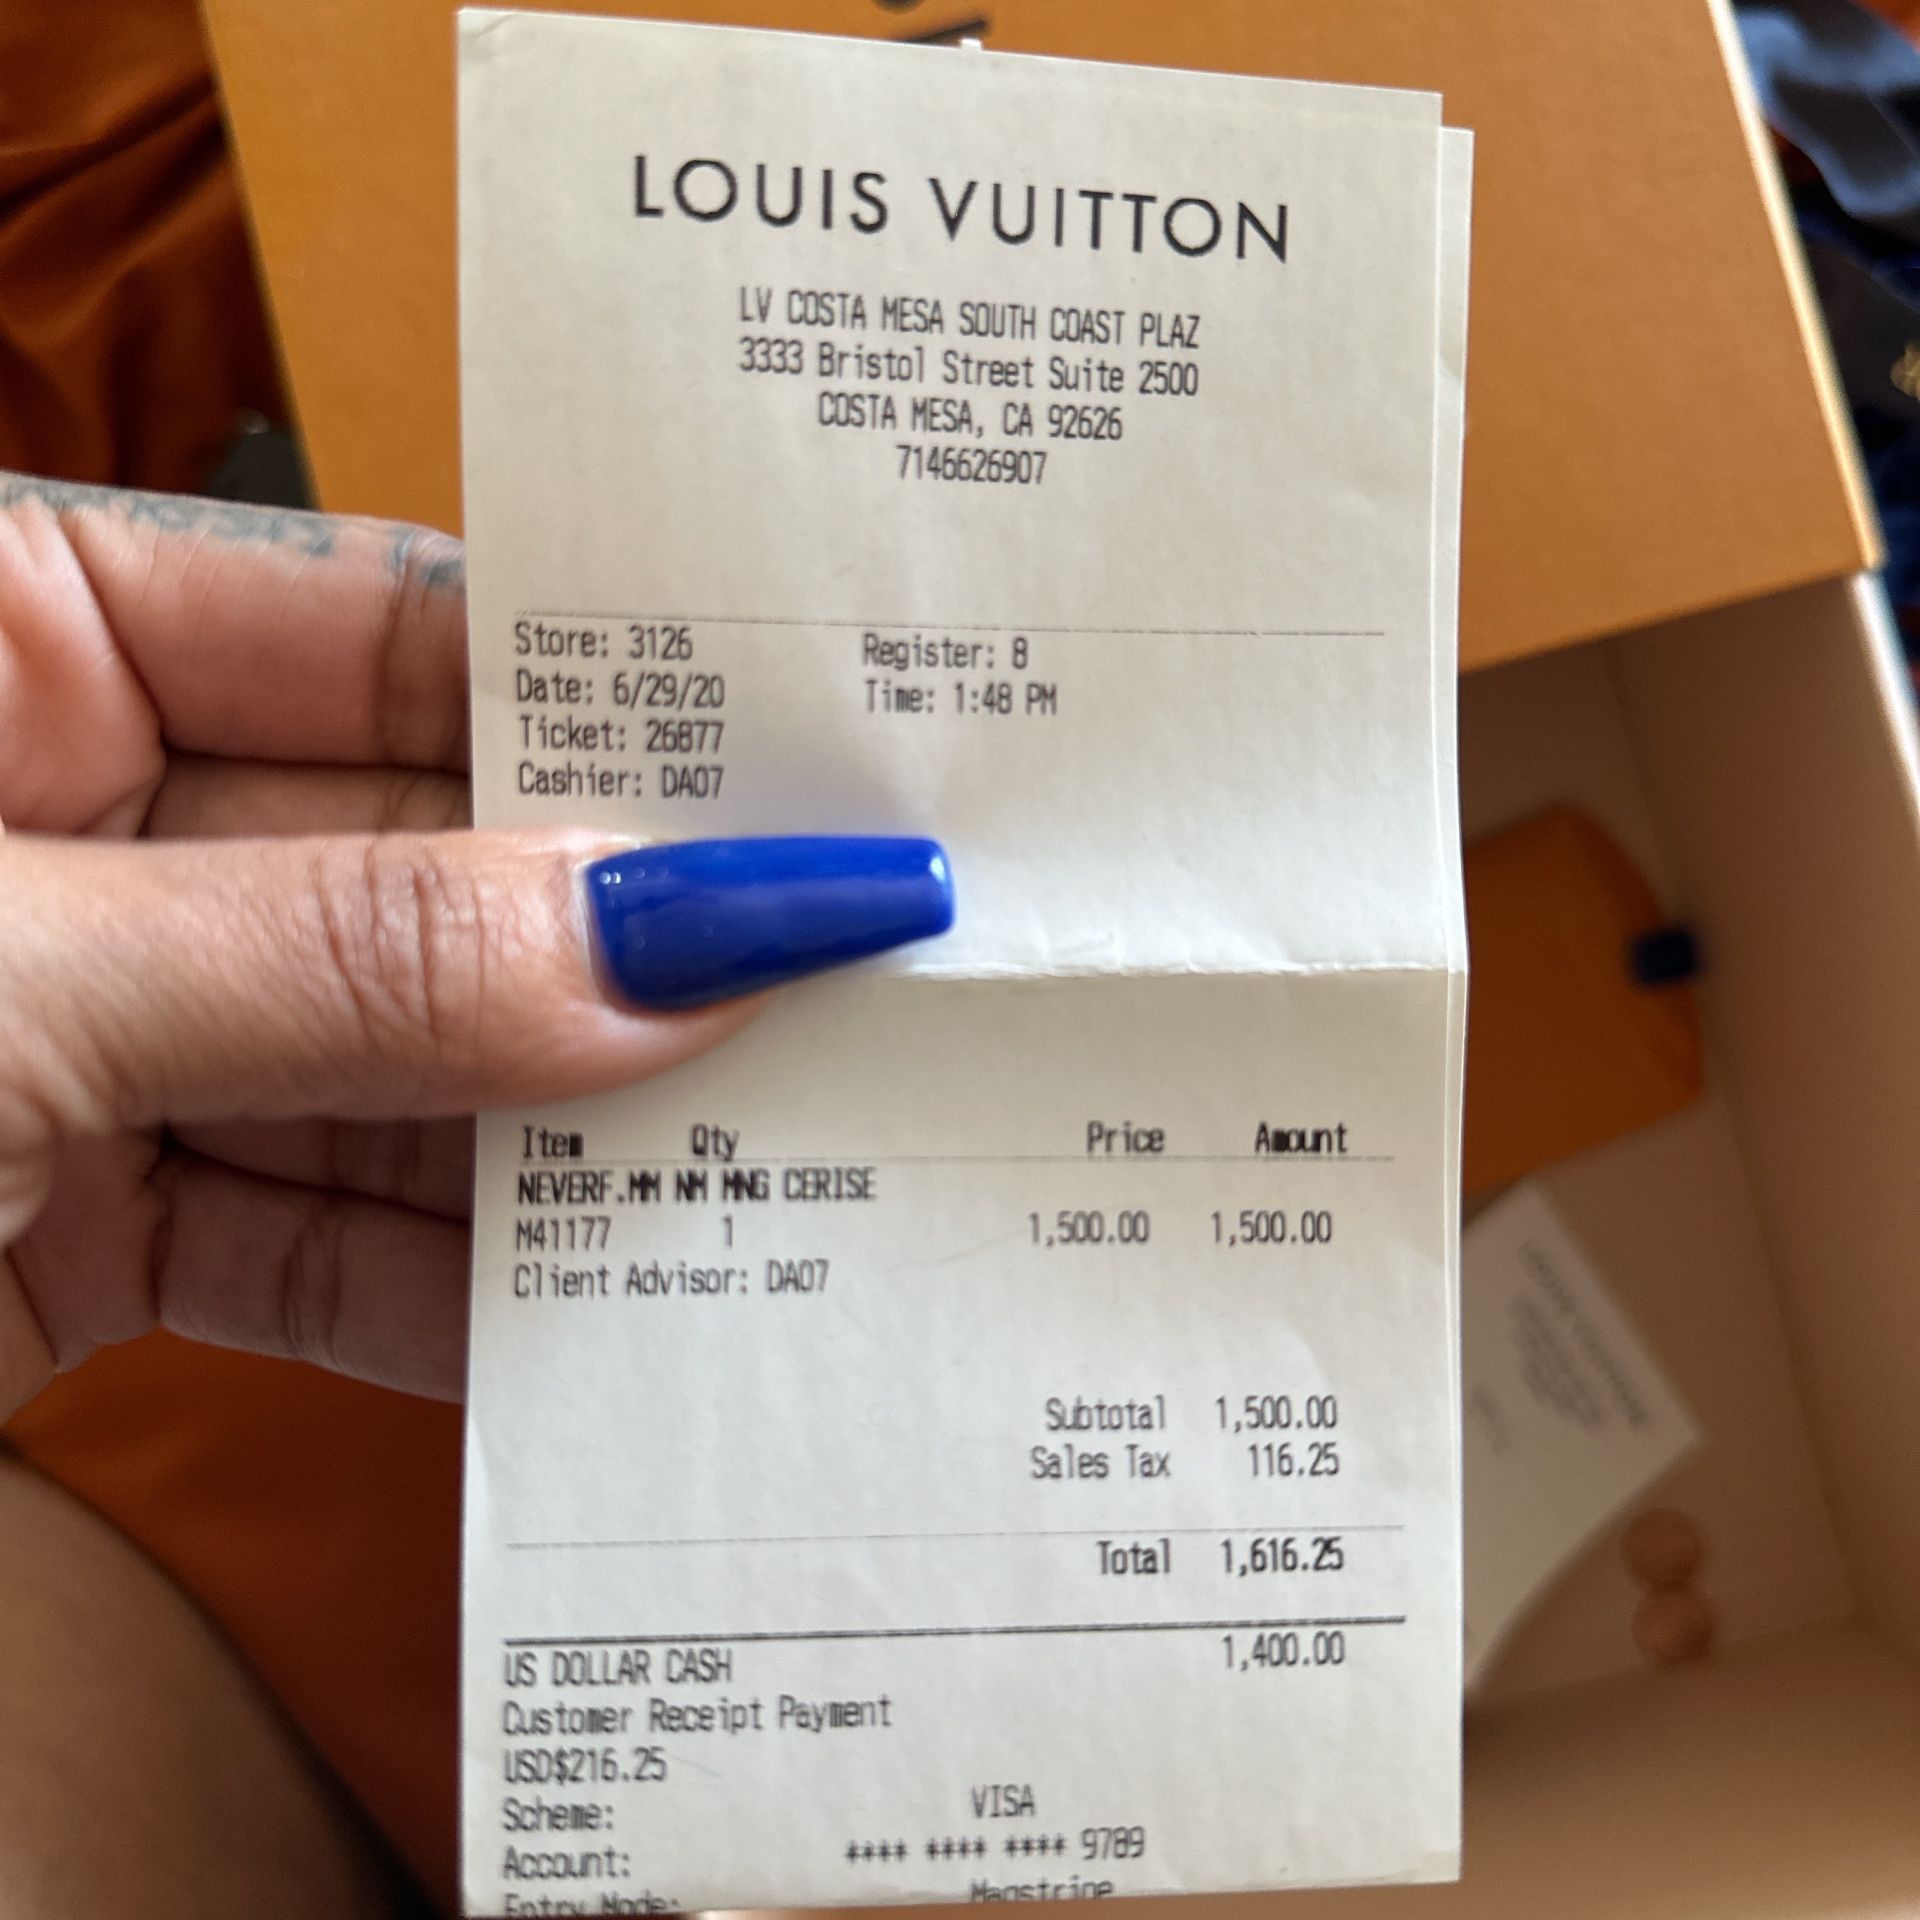 LOUIS VUITTON
LV COSTA MESA SOUTH COAST PLAZ
3333 Bristol Street Suite 2500
COSTA MESA, CA 92626
7146626907
Store: 3126 Register: 8
Date: 6/29/20 Time: 1:48 PM
Ticket: 26877
Cashier: DA07
Item Qty Price Amount
NEVERF.MM NM MNG CERISE
M41177 1 1,500.00 1,500.00
Client Advisor: DA07
Subtotal 1,500.00
Sales Tax 116.25
Total 1,616.25
US DOLLAR CASH 1,400.00
Customer Receipt Payment
USD$216.25
Scheme: VISA
Account: **** **** **** 9789
Entry Mode: Magstripe